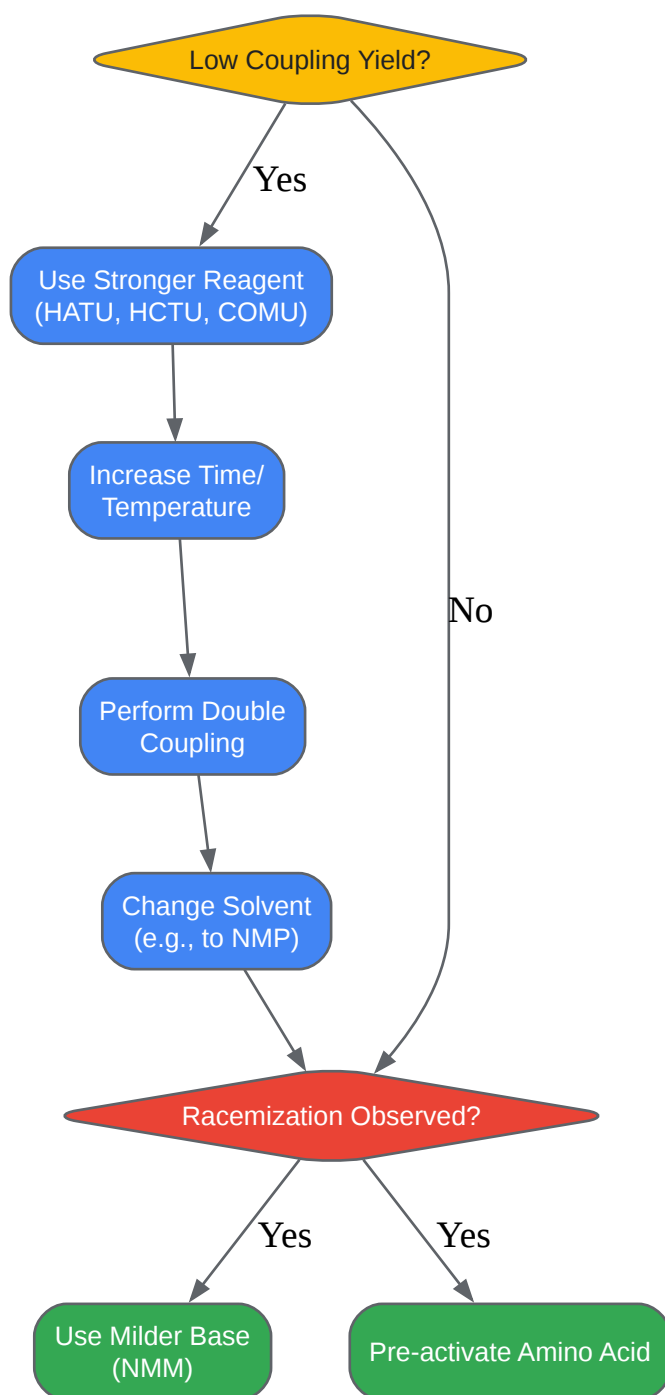 Low Coupling Yield?
Yes
Use Stronger Reagent
(HATU, HCTU, COMU)
Increase Time/
Temperature
No
Perform Double
Coupling
Change Solvent
(e.g., to NMP)
Racemization Observed?
Yes
Yes
Use Milder Base
(NMM)
Pre-activate Amino Acid